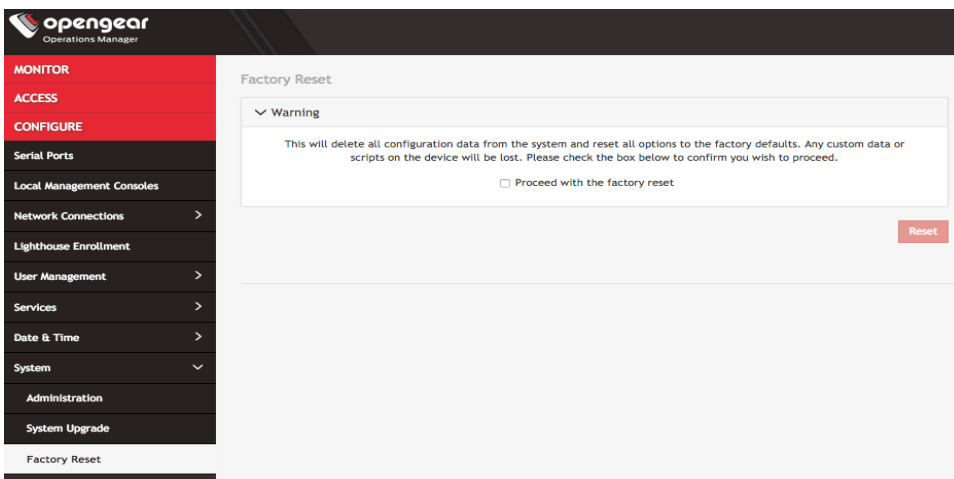 opengear
Operations Manager
MONITOR
ACCESS
CONFIGURE
Serial Ports
Local Management Consoles
Network Connections
Lighthouse Enrollment
User Management
Services
Date & Time
System
Administration
System Upgrade
Factory Reset
Factory Reset
Warning
This will delete all configuration data from the system and reset all options to the factory defaults. Any custom data or
scripts on the device will be lost. Please check the box below to confirm you wish to proceed.
Proceed with the factory reset
Reset